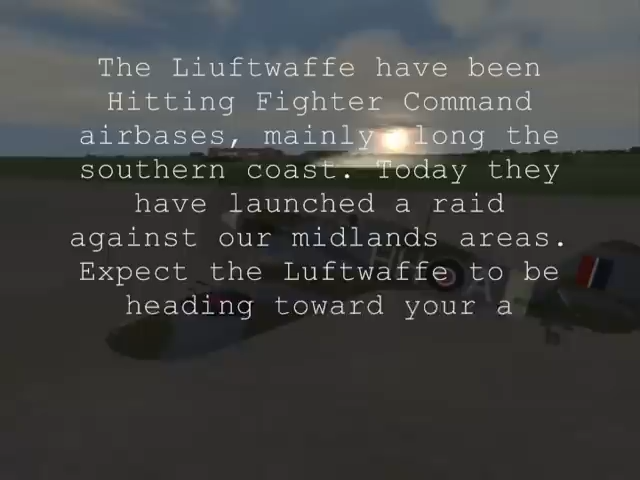 The Liuftwaffe have been
Hitting Fighter Command
airbases, mainly along the
southern coast. Today they
have launched a raid
against our midlands areas.
Expect the Luftwaffe to be
heading toward your a